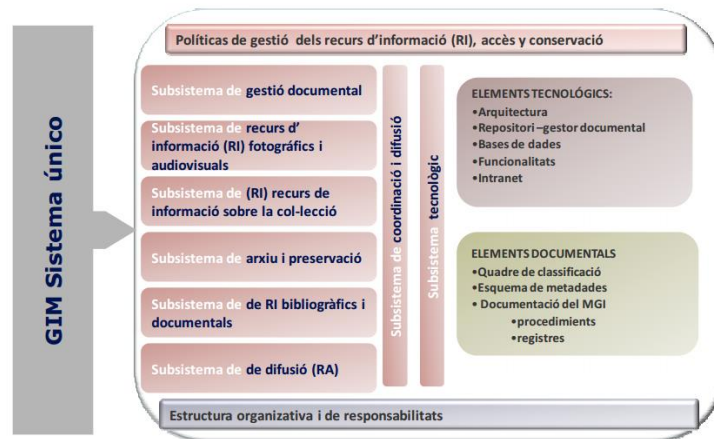 GIM Sistema único
Polítiques de gestió dels recurs d'informació (RI), accès y conservació
Subsistema de gestió documental
Subsistema de recurs d'
informació (RI) fotogràfics i
audiovisuals
Subsistema de (RI) recurs de
informació sobre la col·lecció
Subsistema de arxiu i preservació
Subsistema de de RI bibliogràfics i
documentals
Subsistema de de difusió (RA)
Subsistema de coordinació i difusió
Subsistema tecnològic
ELEMENTS TECNOLÓGICS:
•Arquitectura
•Repositori –gestor documental
•Bases de dades
•Funcionalitats
•Intranet
ELEMENTS DOCUMENTALS
•Quadre de classificació
•Esquema de metadades
• Documentació del MGI
•procediments
•registres
Estructura organizativa i de responsabilitats